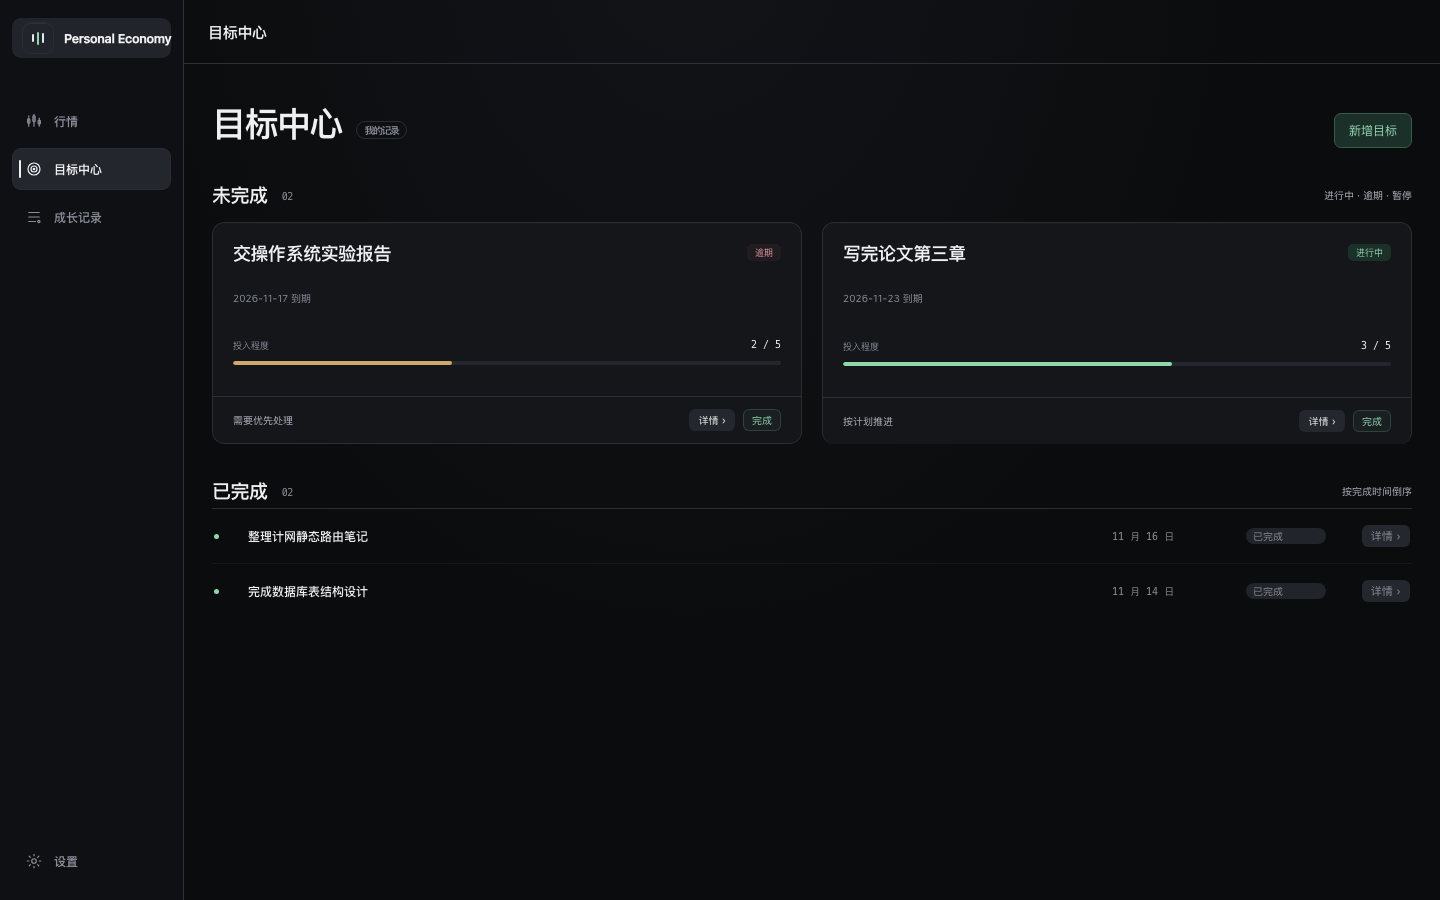 Personal Economy
目标中心
行情
目标中心
成长记录
设置
目标中心 我的记录
新增目标
未完成 02
进行中 · 逾期 · 暂停
交操作系统实验报告 逾期
2026-11-17 到期
投入程度 2 / 5
需要优先处理 详情 › 完成
写完论文第三章 进行中
2026-11-23 到期
投入程度 3 / 5
按计划推进 详情 › 完成
已完成 02
按完成时间倒序
整理计网静态路由笔记 11 月 16 日 已完成 详情 ›
完成数据库表结构设计 11 月 14 日 已完成 详情 ›